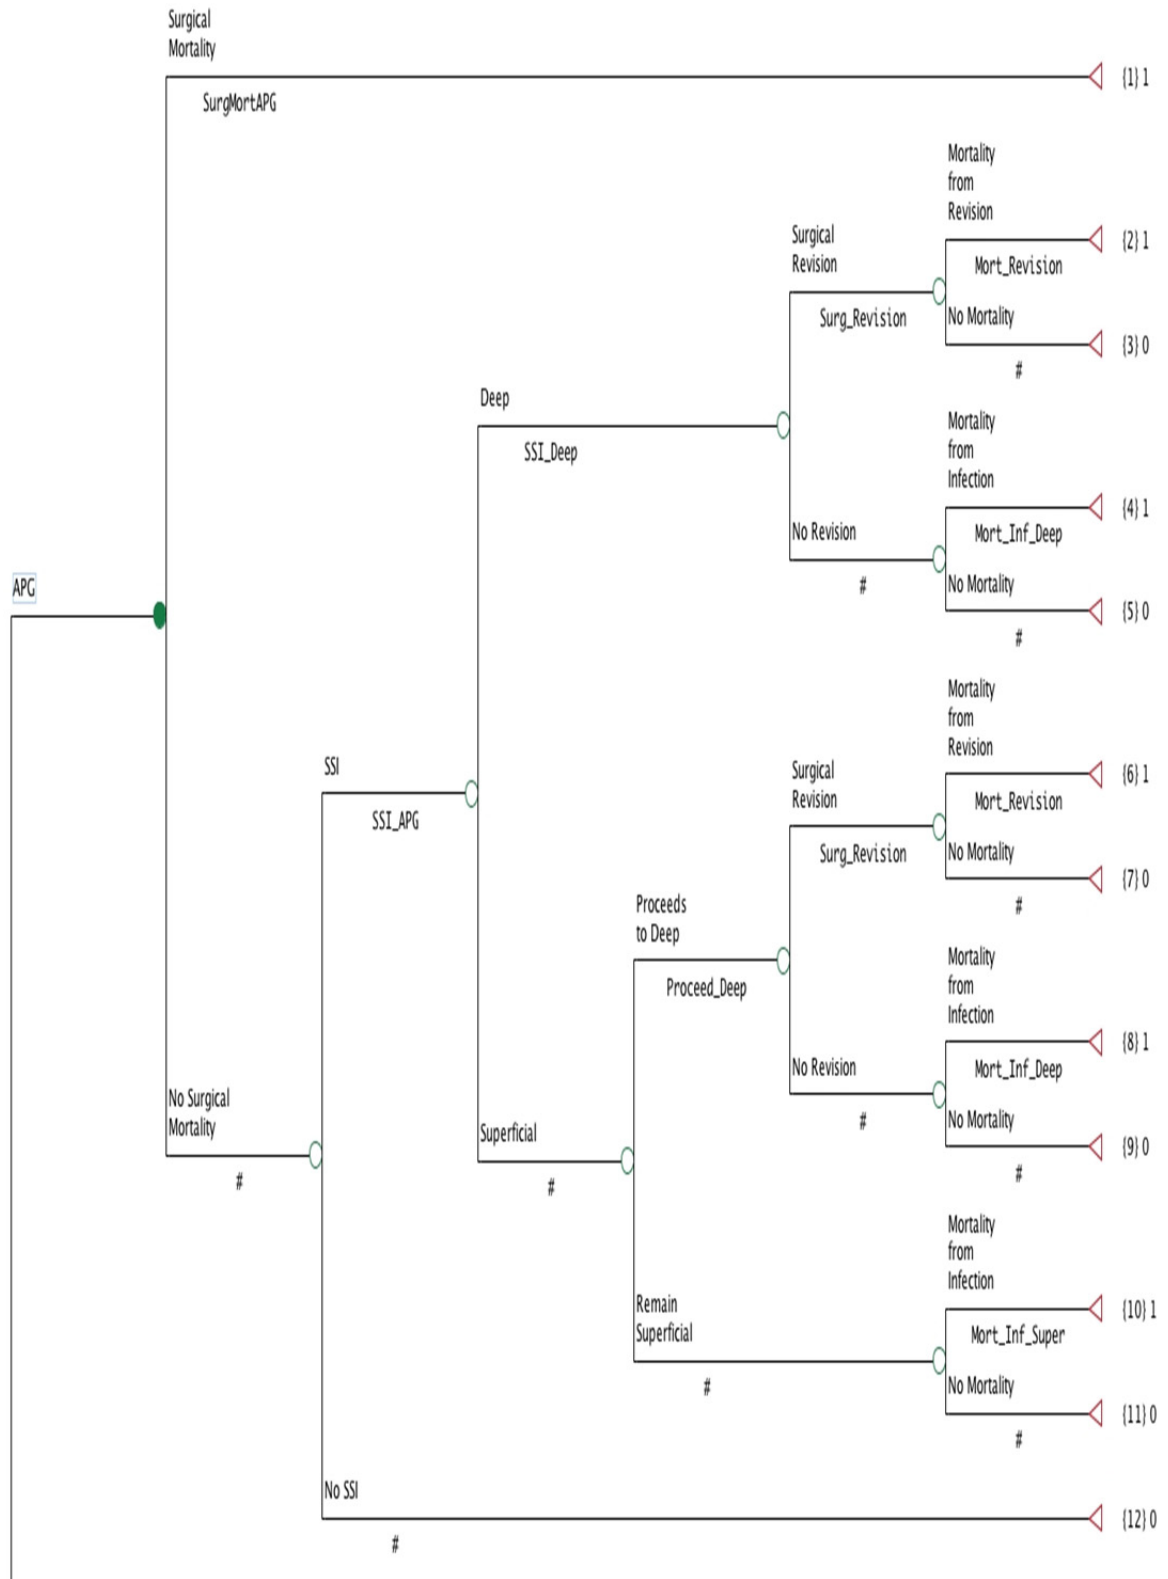 Surgical
Mortality
SurgMortAPG
{1} 1
Mortality
from
Revision
{2} 1
Surgical
Revision
Mort_Revision
Surg_Revision
No Mortality
{3} 0
#
Deep
SSI_Deep
Mortality
from
Infection
{4} 1
No Revision
Mort_Inf_Deep
#
No Mortality
APG
{5} 0
#
Mortality
from
Revision
{6} 1
SSI
SSI_APG
Surgical
Revision
Mort_Revision
Surg_Revision
No Mortality
{7} 0
#
Proceeds
to Deep
Proceed_Deep
Mortality
from
Infection
{8} 1
No Revision
Mort_Inf_Deep
#
No Mortality
{9} 0
#
No Surgical
Mortality
#
Superficial
#
Mortality
from
Infection
{10} 1
Remain
Superficial
Mort_Inf_Super
#
No Mortality
{11} 0
#
No SSI
#
{12} 0